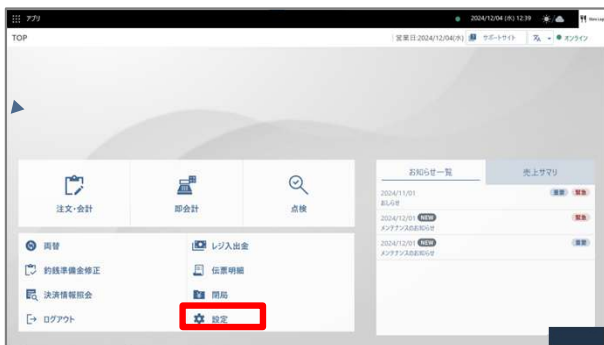 アプリ
2024/12/04 (水) 12:39
TOP
営業日:2024/12/04(水)
サポートサイト
オンライン
注文・会計
即会計
点検
両替
レジ入出金
釣銭準備金修正
伝票明細
決済情報照会
閉局
ログアウト
設定
お知らせ一覧
売上サマリ
2024/11/01
重要 緊急
おしらせ
2024/12/01 NEW
緊急
メンテナンスのお知らせ
2024/12/01 NEW
重要
メンテナンスのお知らせ